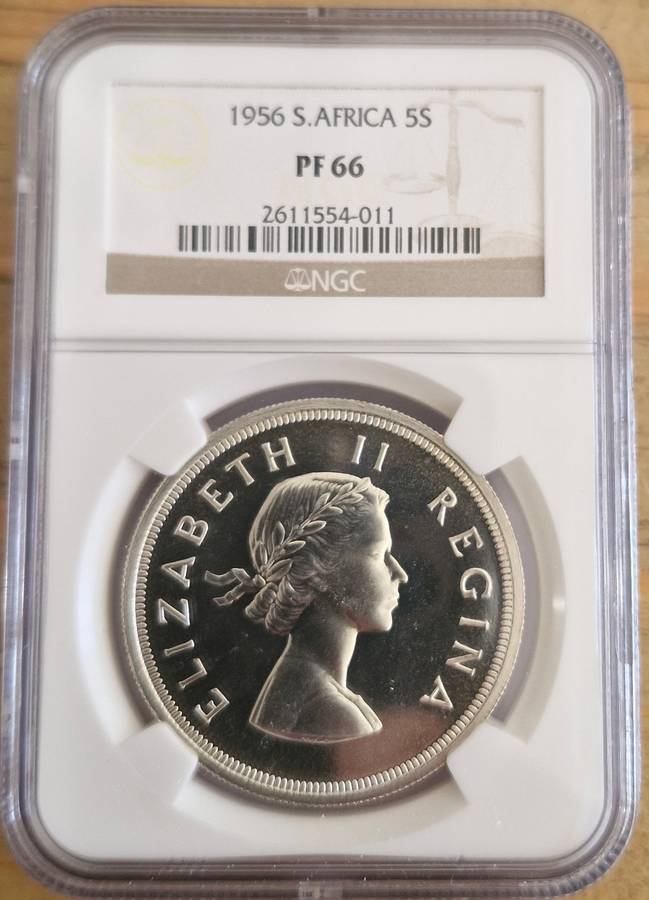 1956 S.AFRICA 5S
PF 66
2611554-011
NGC
ELIZABETH II REGINA